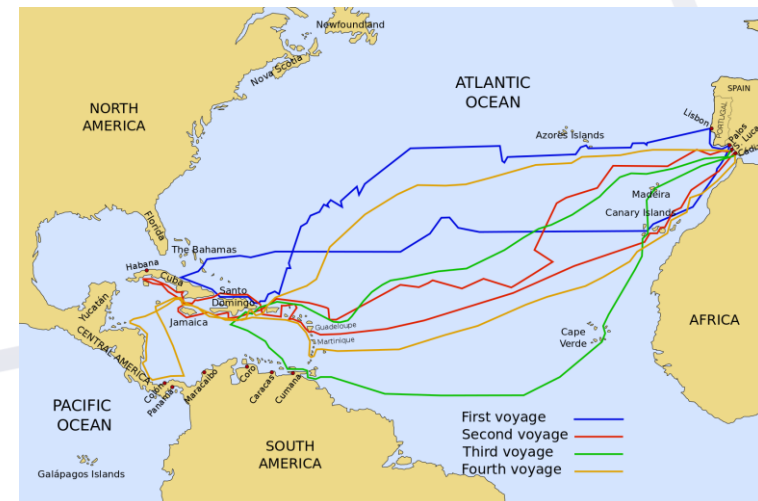 Newfoundland
Nova Scotia
NORTH
AMERICA
ATLANTIC
OCEAN
SPAIN
PORTUGAL
Lisbon
Palos
S. Luca
Cádiz
Azores Islands
Madeira
Canary Islands
Florida
The Bahamas
Habana
Cuba
Santo
Domingo
Yucatán
Jamaica
Guadeloupe
Martinique
CENTRAL AMERICA
AFRICA
Cape
Verde
Colón
Panamá
Maracaibo
Coro
Caracas
Cumana
PACIFIC
OCEAN
SOUTH
AMERICA
Galápagos Islands
First voyage
Second voyage
Third voyage
Fourth voyage